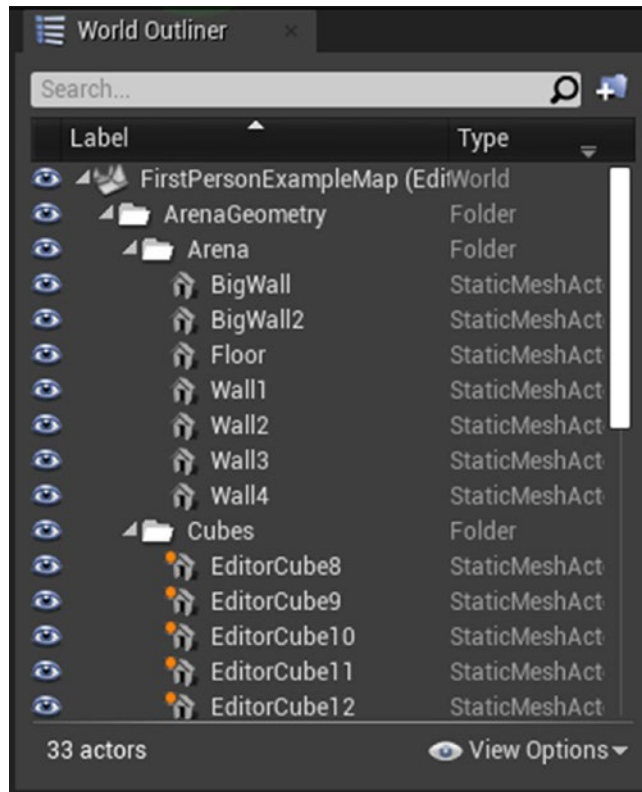 World Outliner
Search...
Label Type
FirstPersonExampleMap (Edi World
ArenaGeometry Folder
Arena Folder
BigWall StaticMeshAct
BigWall2 StaticMeshAct
Floor StaticMeshAct
Wall1 StaticMeshAct
Wall2 StaticMeshAct
Wall3 StaticMeshAct
Wall4 StaticMeshAct
Cubes Folder
EditorCube8 StaticMeshAct
EditorCube9 StaticMeshAct
EditorCube10 StaticMeshAct
EditorCube11 StaticMeshAct
EditorCube12 StaticMeshAct
33 actors View Options